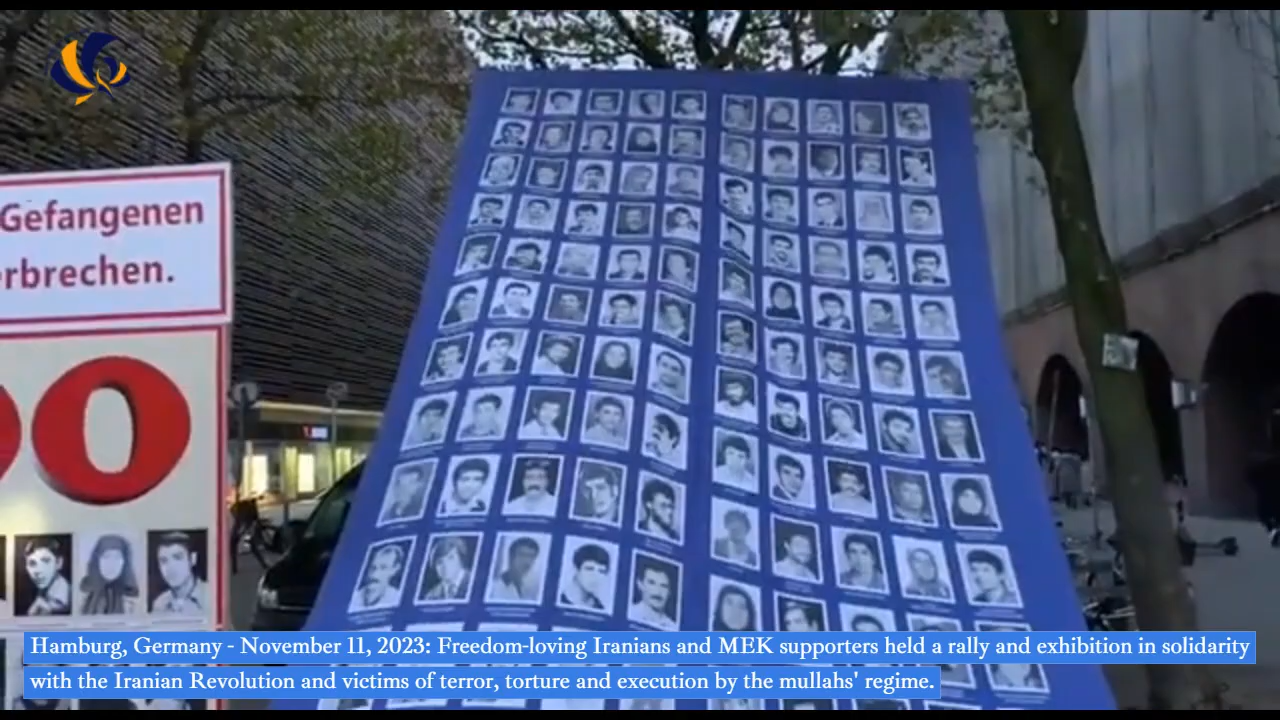 Gefangenen
rbrechen.
0
Hamburg, Germany - November 11, 2023: Freedom-loving Iranians and MEK supporters held a rally and exhibition in solidarity
with the Iranian Revolution and victims of terror, torture and execution by the mullahs' regime.